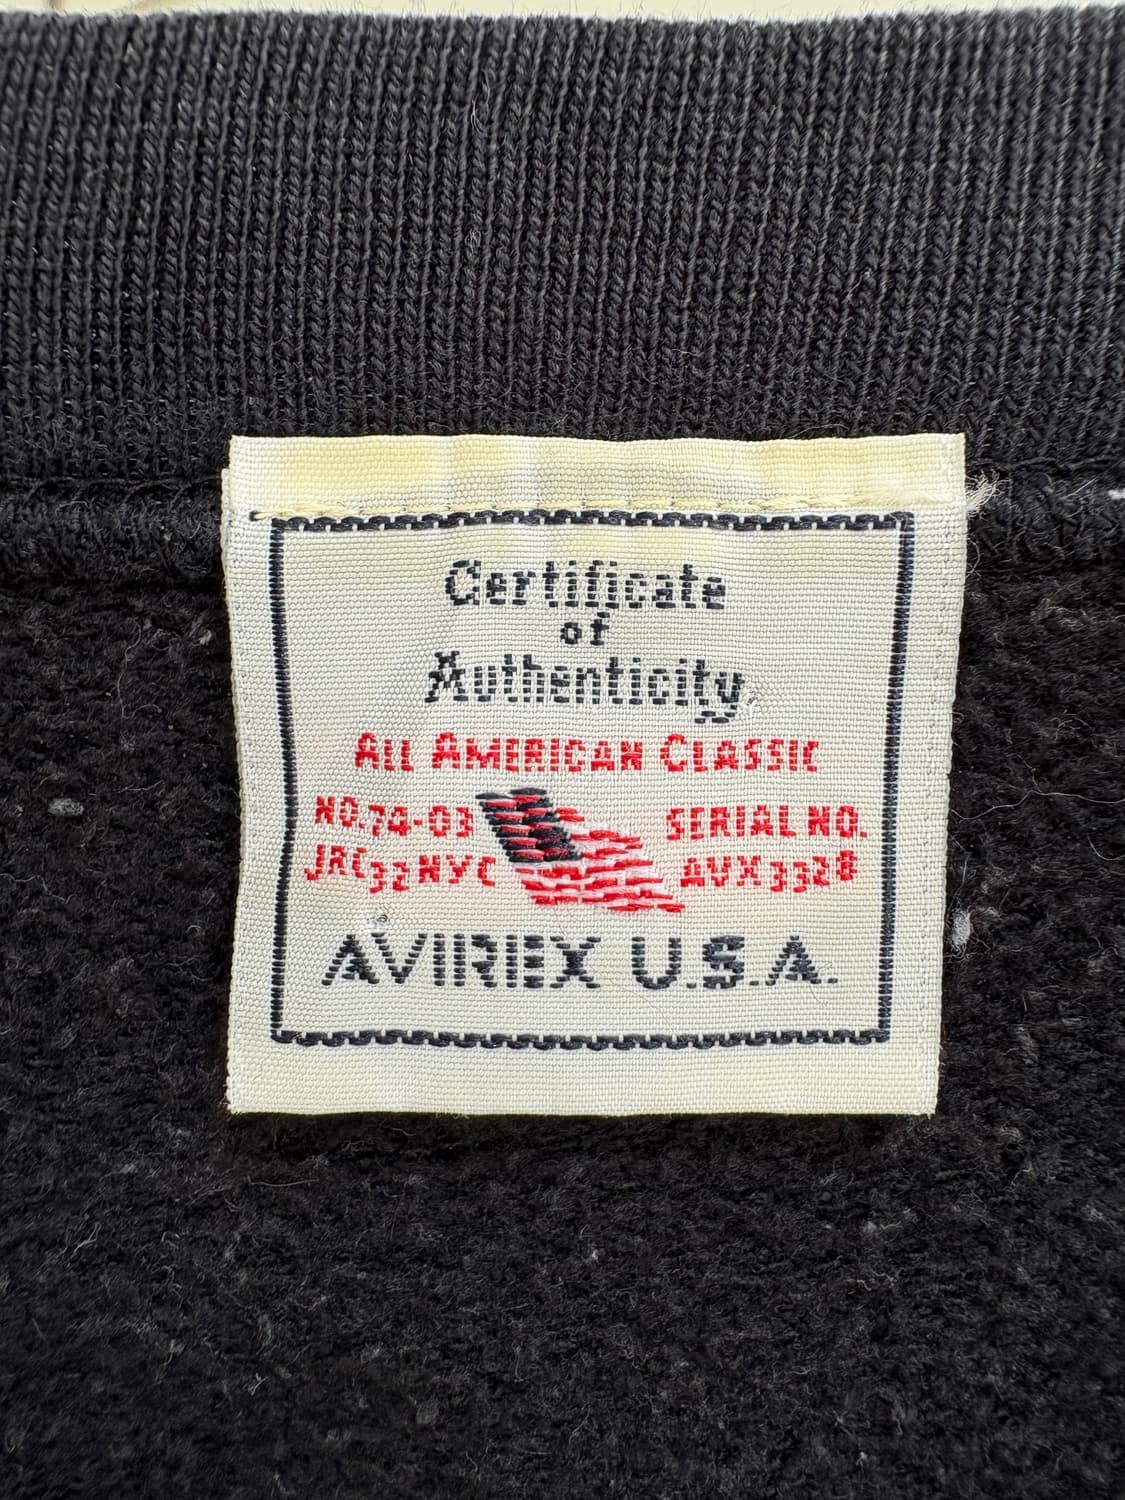 Certificate
of
Authenticity
ALL AMERICAN CLASSIC
NO.74-03 SERIAL NO.
JRC32NYC AVX3328
AVIREX U.S.A.